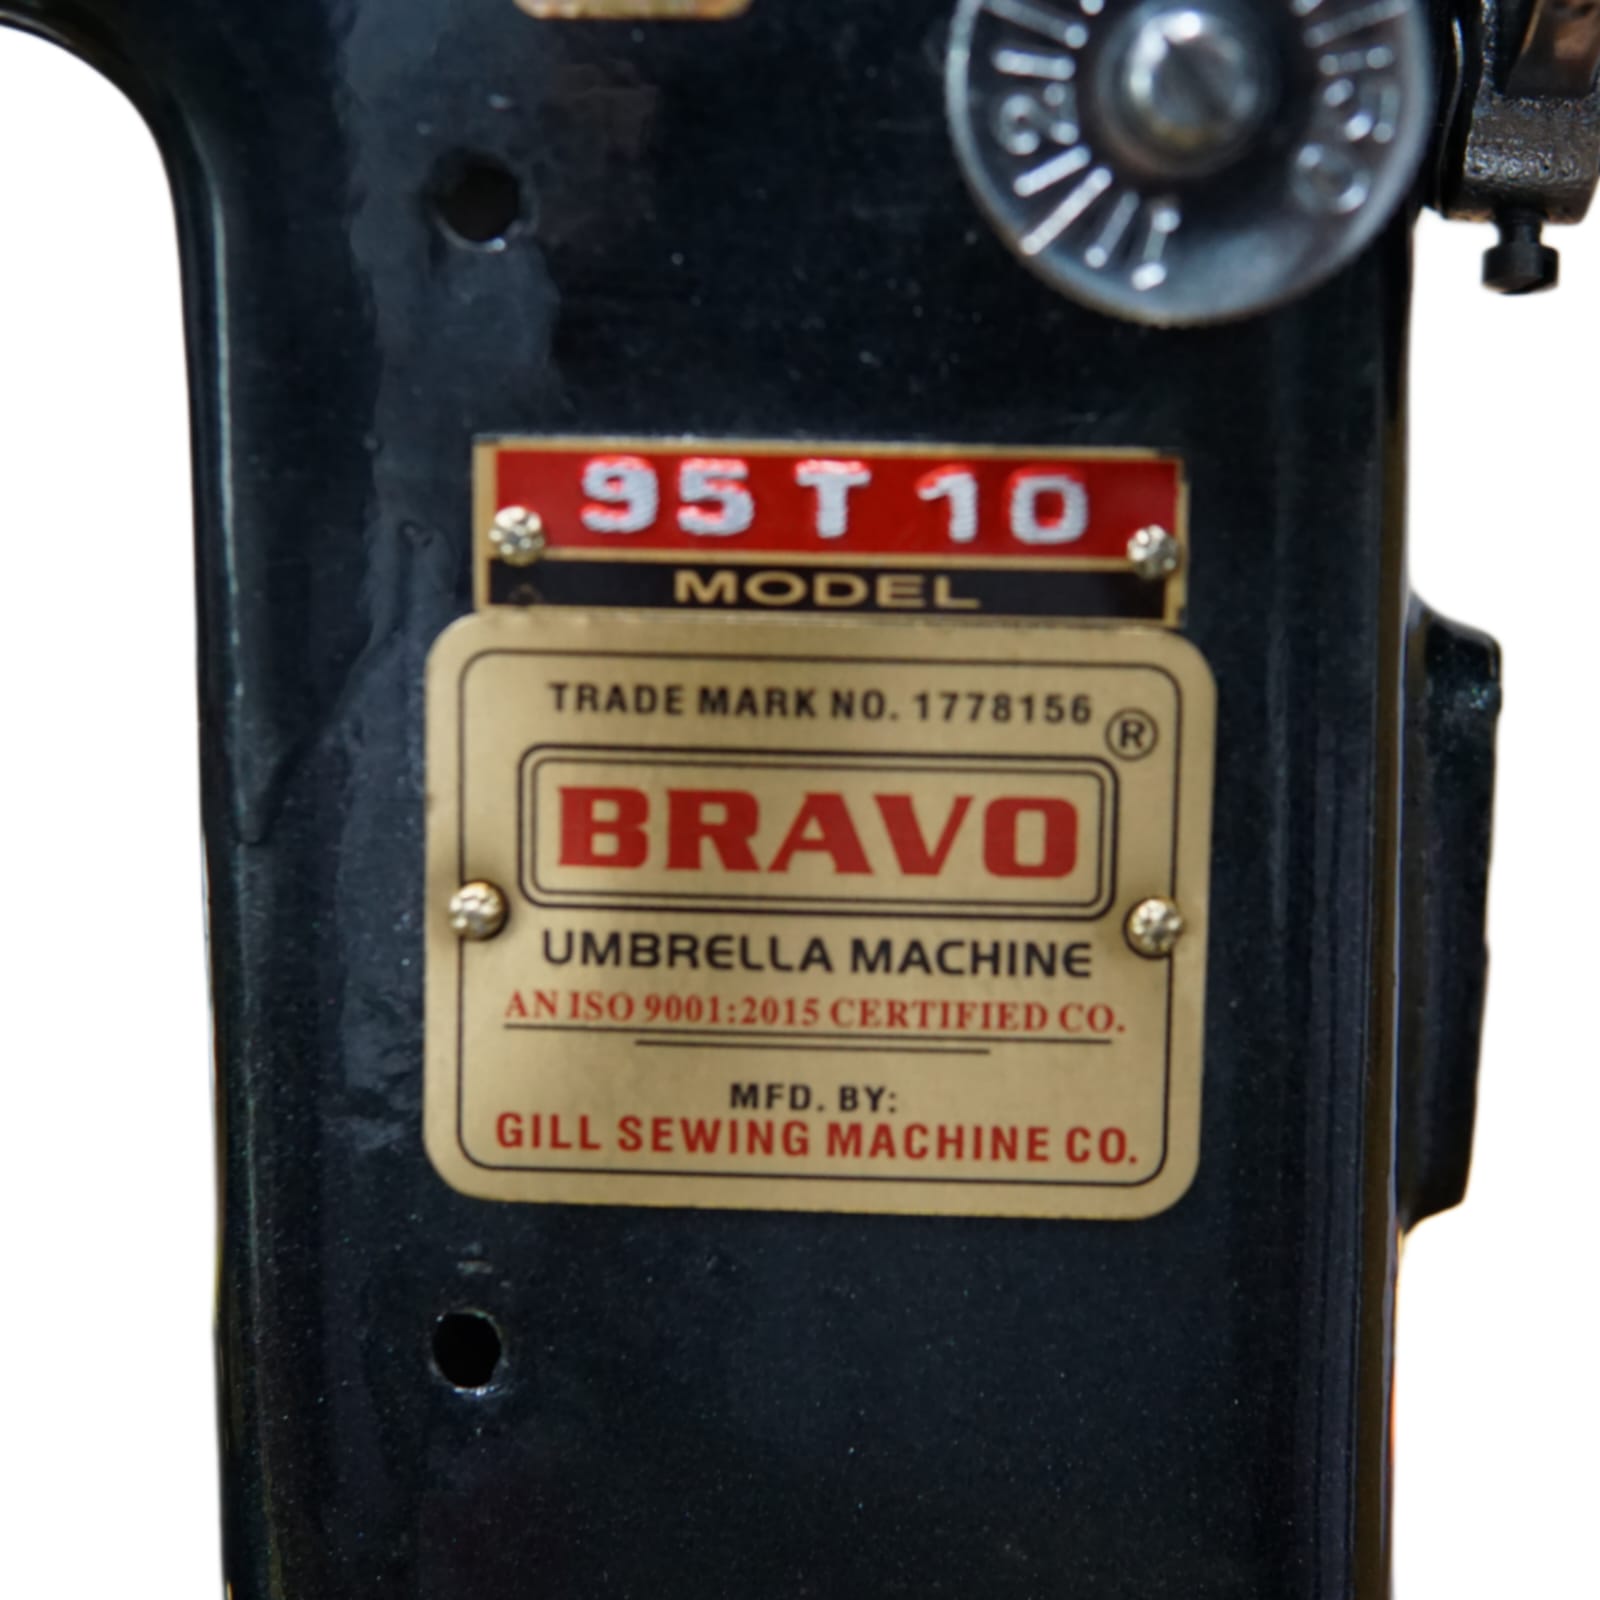 95 T 10
MODEL
TRADE MARK NO. 1778156
®
BRAVO
UMBRELLA MACHINE
AN ISO 9001:2015 CERTIFIED CO.
MFD. BY:
GILL SEWING MACHINE CO.